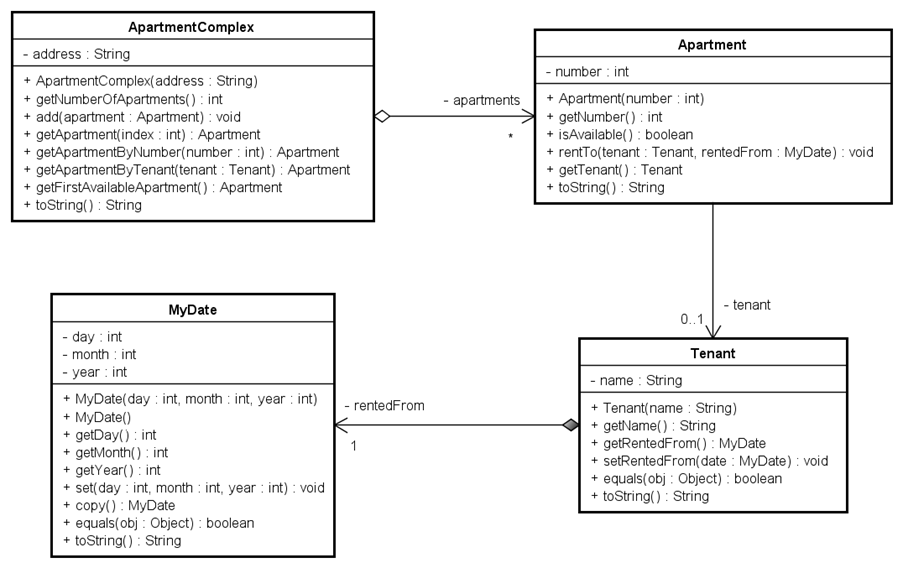 ApartmentComplex
- address : String
+ ApartmentComplex(address : String)
+ getNumberOfApartments() : int
+ add(apartment : Apartment) : void
+ getApartment(index : int) : Apartment
+ getApartmentByNumber(number : int) : Apartment
+ getApartmentByTenant(tenant : Tenant) : Apartment
+ getFirstAvailableApartment() : Apartment
+ toString() : String
- apartments
*
Apartment
- number : int
+ Apartment(number : int)
+ getNumber() : int
+ isAvailable() : boolean
+ rentTo(tenant : Tenant, rentedFrom : MyDate) : void
+ getTenant() : Tenant
+ toString() : String
- tenant
0..1
MyDate
- day : int
- month : int
- year : int
+ MyDate(day : int, month : int, year : int)
+ MyDate()
+ getDay() : int
+ getMonth() : int
+ getYear() : int
+ set(day : int, month : int, year : int) : void
+ copy() : MyDate
+ equals(obj : Object) : boolean
+ toString() : String
- rentedFrom
1
Tenant
- name : String
+ Tenant(name : String)
+ getName() : String
+ getRentedFrom() : MyDate
+ setRentedFrom(date : MyDate) : void
+ equals(obj : Object) : boolean
+ toString() : String